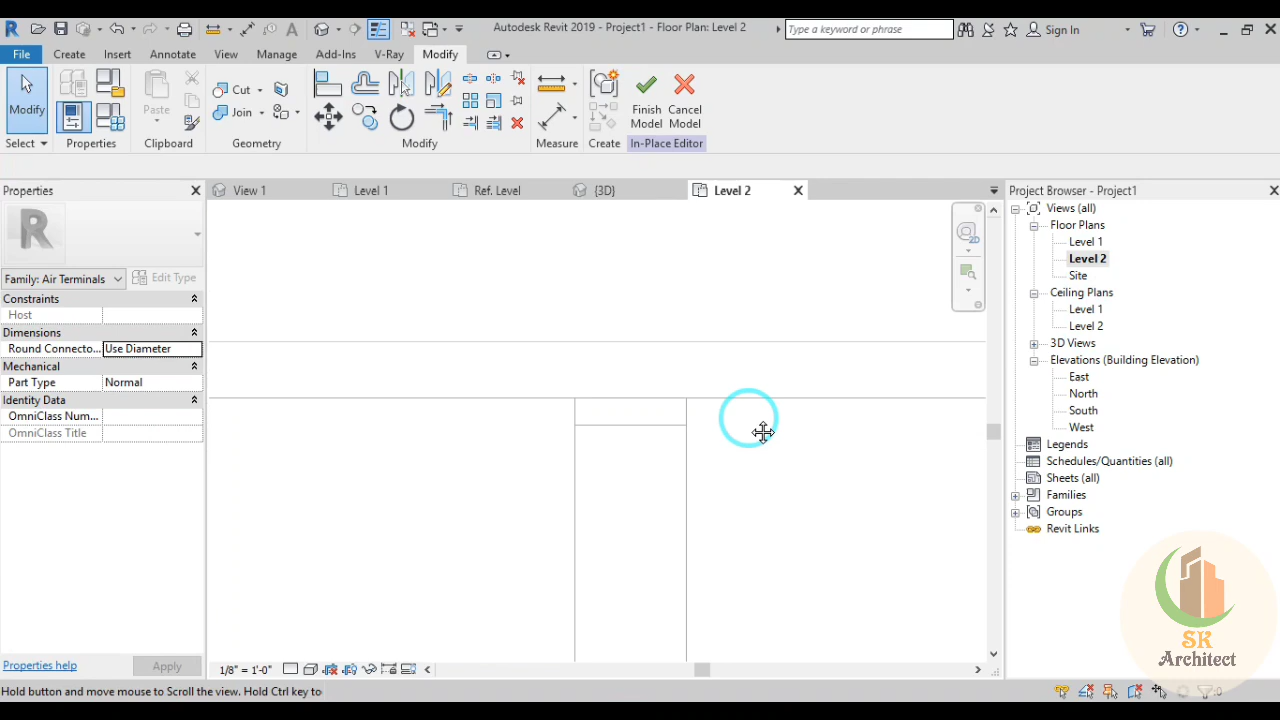 Autodesk Revit 2019 - Project1 - Floor Plan: Level 2
Type a keyword or phrase
Sign In
File Create Insert Annotate View Manage Add-Ins V-Ray Modify
Modify
Paste
Cut
Join
Finish Model
Cancel Model
Select Properties Clipboard Geometry Modify Measure Create In-Place Editor
Properties
View 1 Level 1 Ref. Level {3D} Level 2
Project Browser - Project1
Family: Air Terminals Edit Type
Constraints
Host
Dimensions
Round Connecto... Use Diameter
Mechanical
Part Type Normal
Identity Data
OmniClass Num...
OmniClass Title
Properties help Apply
2D
Views (all)
Floor Plans
Level 1
Level 2
Site
Ceiling Plans
Level 1
Level 2
3D Views
Elevations (Building Elevation)
East
North
South
West
Legends
Schedules/Quantities (all)
Sheets (all)
Families
Groups
Revit Links
1/8" = 1'-0"
Hold button and move mouse to Scroll the view. Hold Ctrl key to
:0
SK
Architect